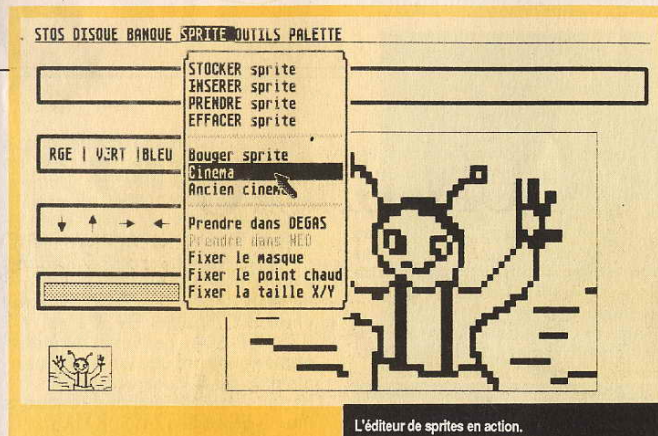 STOS DISQUE BANQUE SPRITE OUTILS PALETTE
STOCKER sprite
INSERER sprite
PRENDRE sprite
EFFACER sprite
RGE | VERT |BLEU
Bouger sprite
Cinema
Ancien cinema
Prendre dans DEGAS
Prendre dans NEO
Fixer le masque
Fixer le point chaud
Fixer la taille X/Y
L'éditeur de sprites en action.